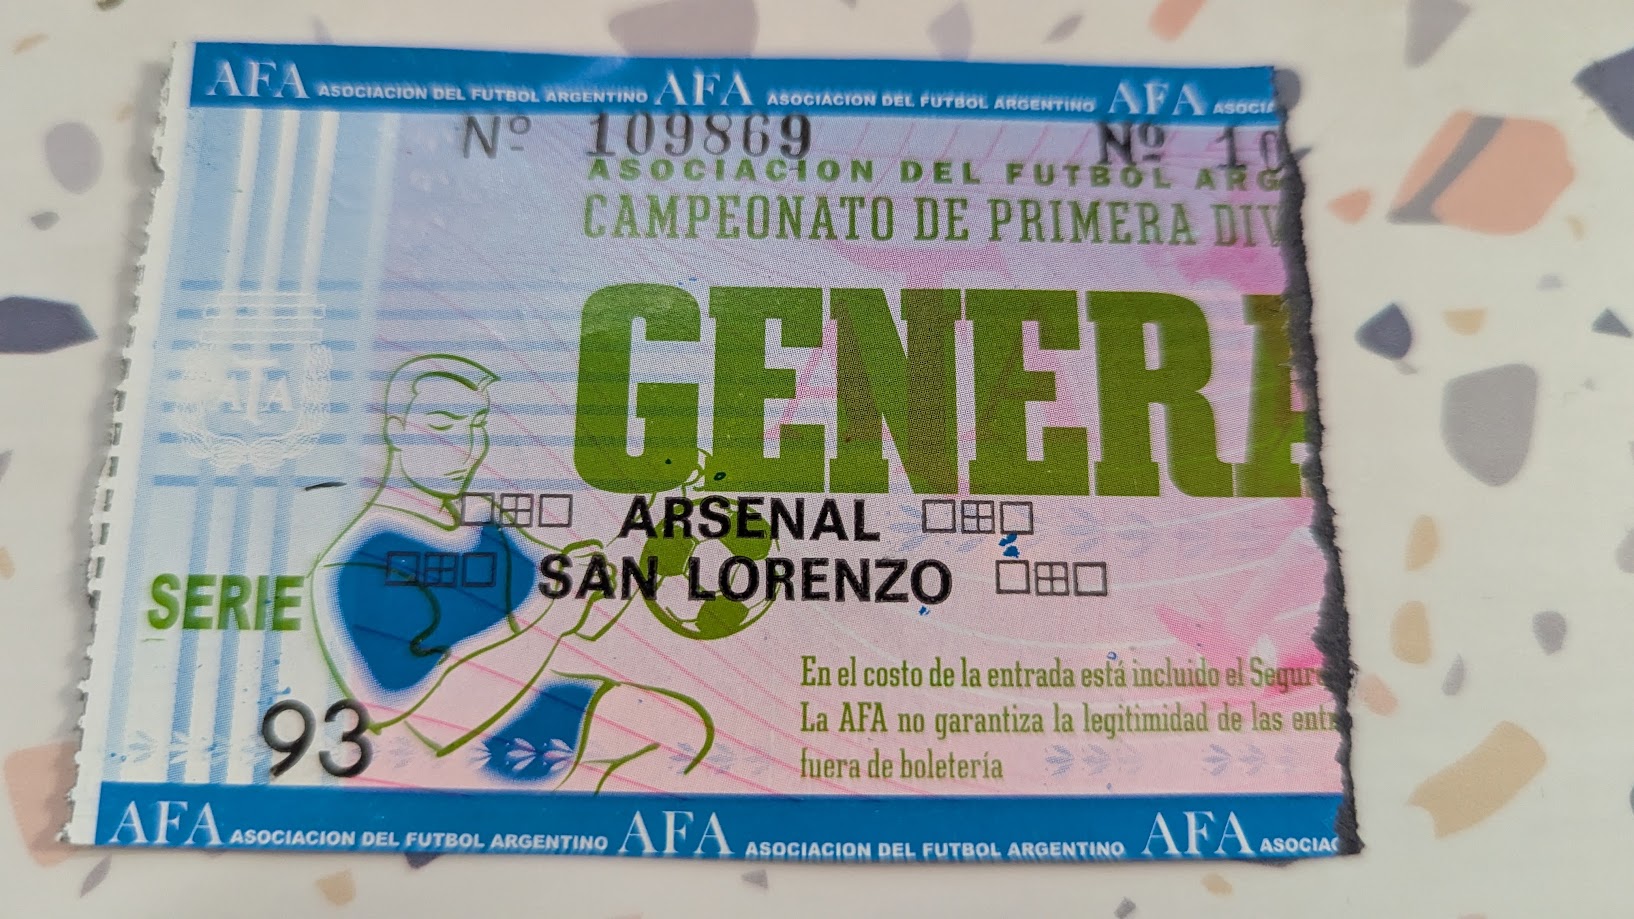 AFA ASOCIACION DEL FUTBOL ARGENTINO AFA ASOCIACION DEL FUTBOL ARGENTINO AFA ASOCIA
Nº 109869 Nº 10
ASOCIACION DEL FUTBOL ARG
CAMPEONATO DE PRIMERA DIV
GENERA
AFA
ARSENAL
SAN LORENZO
SERIE
93
En el costo de la entrada está incluido el Segur
La AFA no garantiza la legitimidad de las ent
fuera de boletería
AFA ASOCIACION DEL FUTBOL ARGENTINO AFA ASOCIACION DEL FUTBOL ARGENTINO AFA ASOCIAC